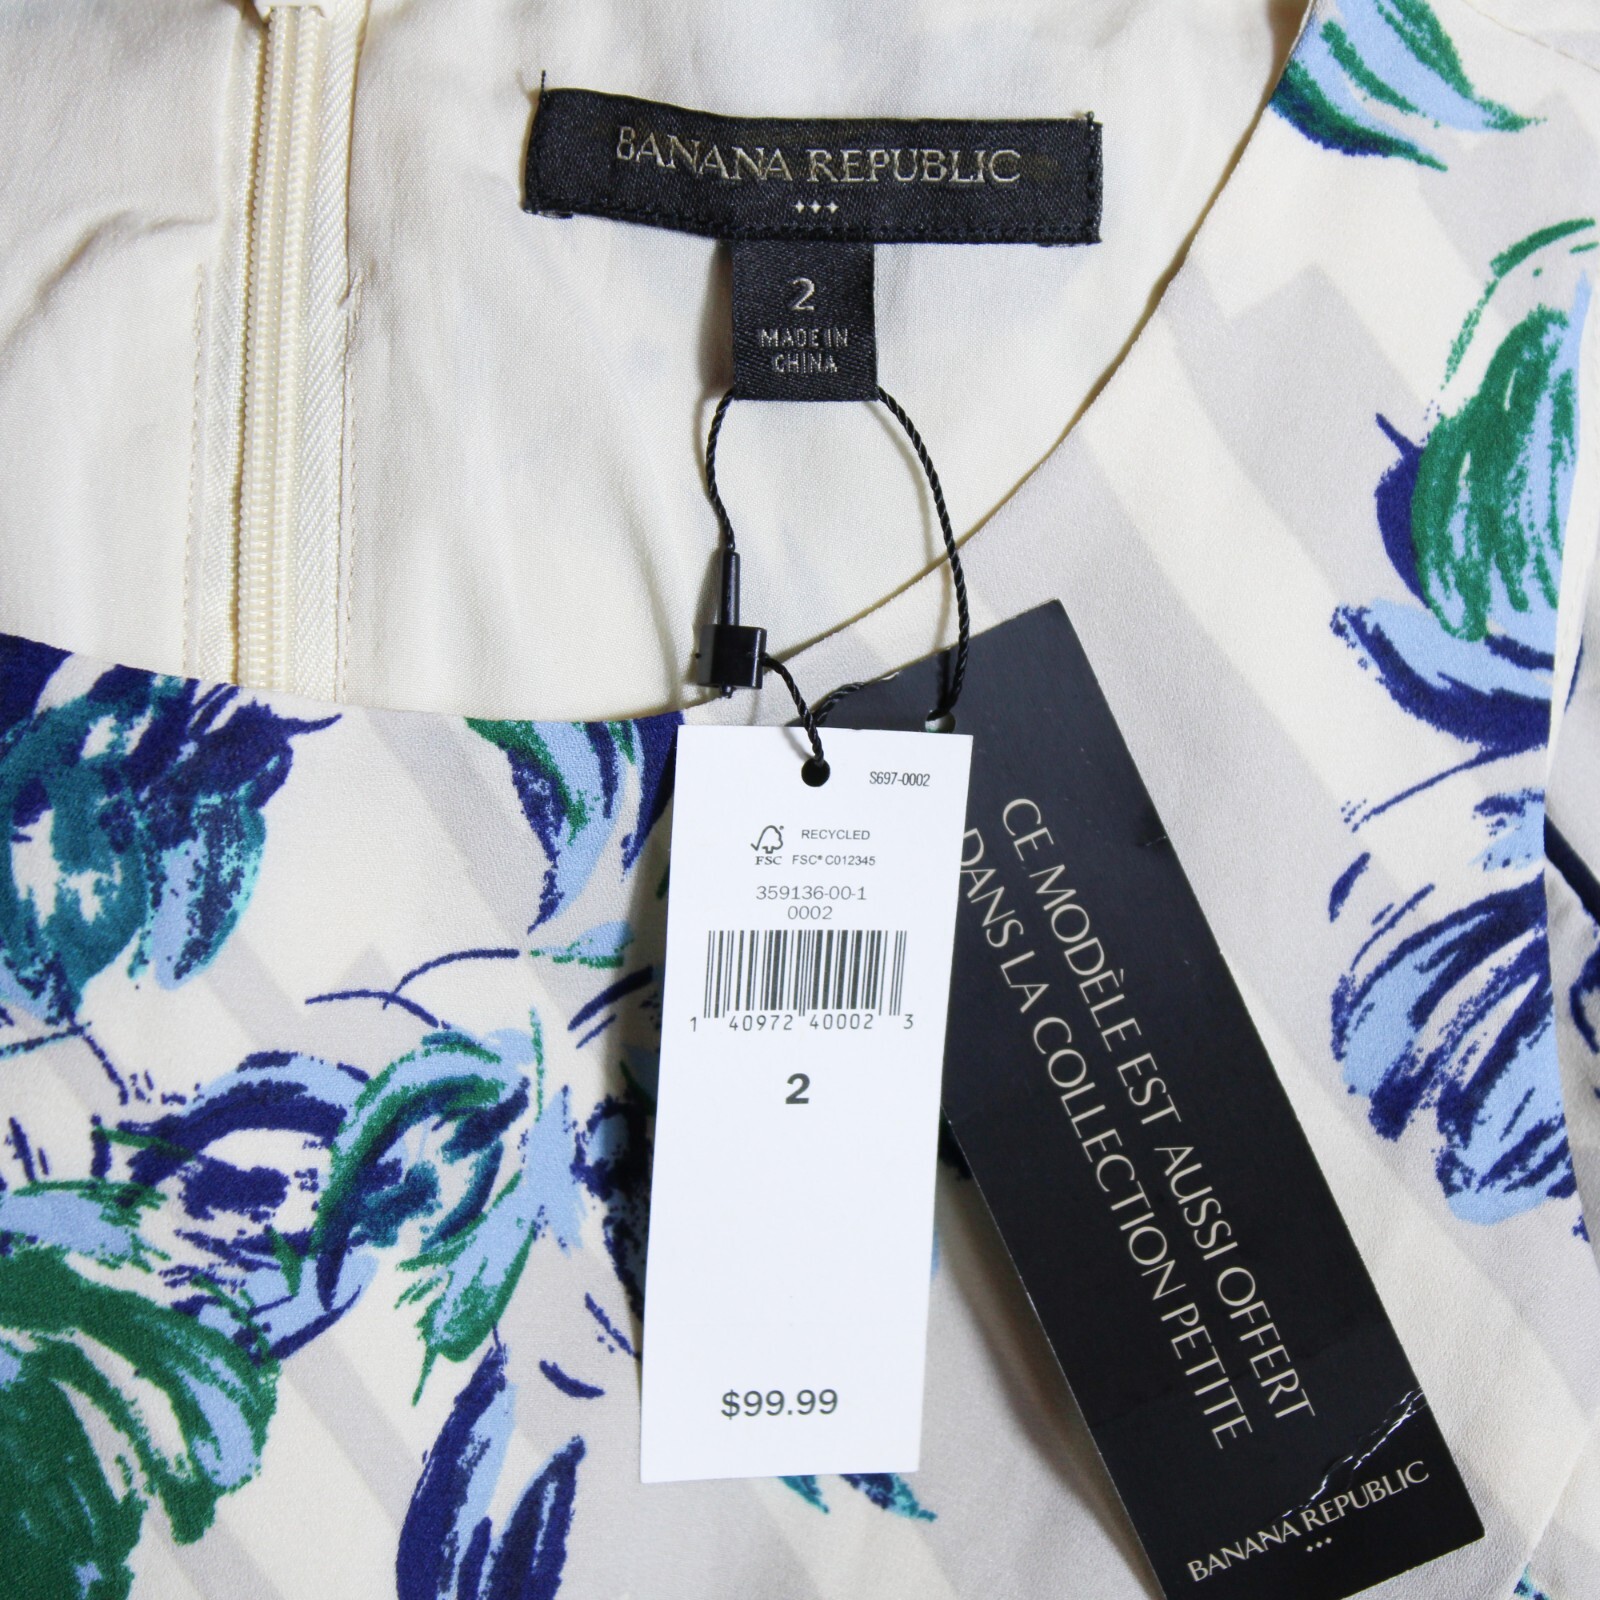 BANANA REPUBLIC
2
MADE IN
CHINA
S697-0002
RECYCLED
FSC
FSC® C012345
359136-00-1
0002
1 40972 40002 3
2
$99.99
CE MODÈLE EST AUSSI OFFERT
DANS LA COLLECTION PETITE
BANANA REPUBLIC